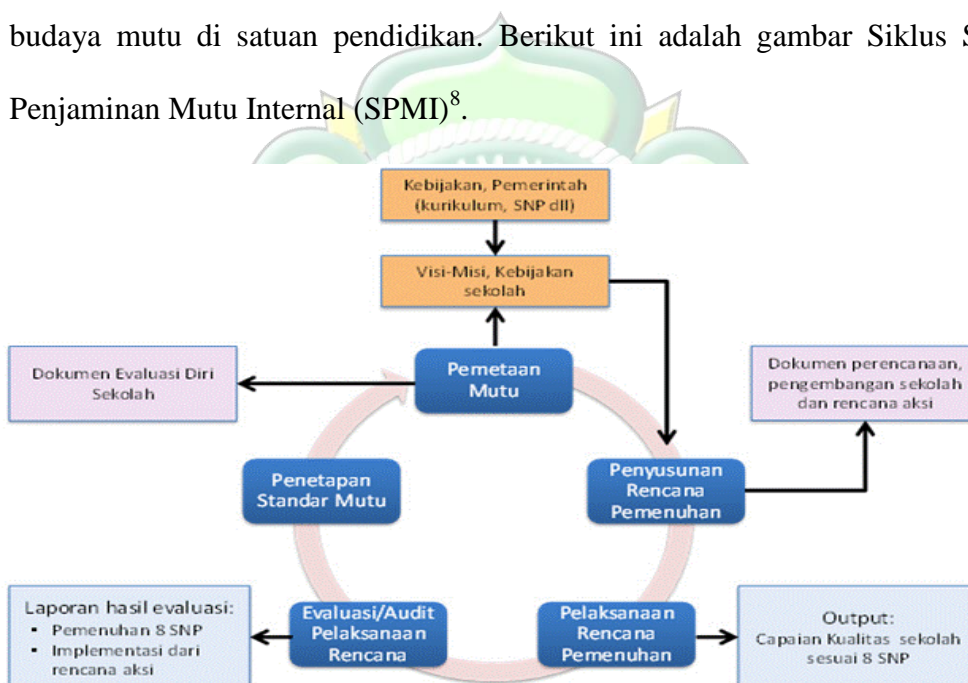 budaya mutu di satuan pendidikan. Berikut ini adalah gambar Siklus S
Penjaminan Mutu Internal (SPMI)8.
Kebijakan, Pemerintah
(kurikulum, SNP dll)
Visi-Misi, Kebijakan
sekolah
Pemetaan
Mutu
Dokumen Evaluasi Diri
Sekolah
Dokumen perencanaan,
pengembangan sekolah
dan rencana aksi
Penetapan
Standar Mutu
Penyusunan
Rencana
Pemenuhan
Laporan hasil evaluasi:
▪ Pemenuhan 8 SNP
▪ Implementasi dari
rencana aksi
Evaluasi/Audit
Pelaksanaan
Rencana
Pelaksanaan
Rencana
Pemenuhan
Output:
Capaian Kualitas sekolah
sesuai 8 SNP